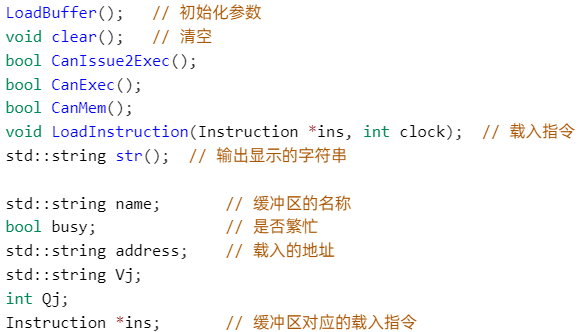 LoadBuffer();   // 初始化参数
void clear();   // 清空
bool CanIssue2Exec();
bool CanExec();
bool CanMem();
void LoadInstruction(Instruction *ins, int clock);  // 载入指令
std::string str();  // 输出显示的字符串
std::string name;       // 缓冲区的名称
bool busy;              // 是否繁忙
std::string address;    // 载入的地址
std::string Vj;
int Qj;
Instruction *ins;       // 缓冲区对应的载入指令